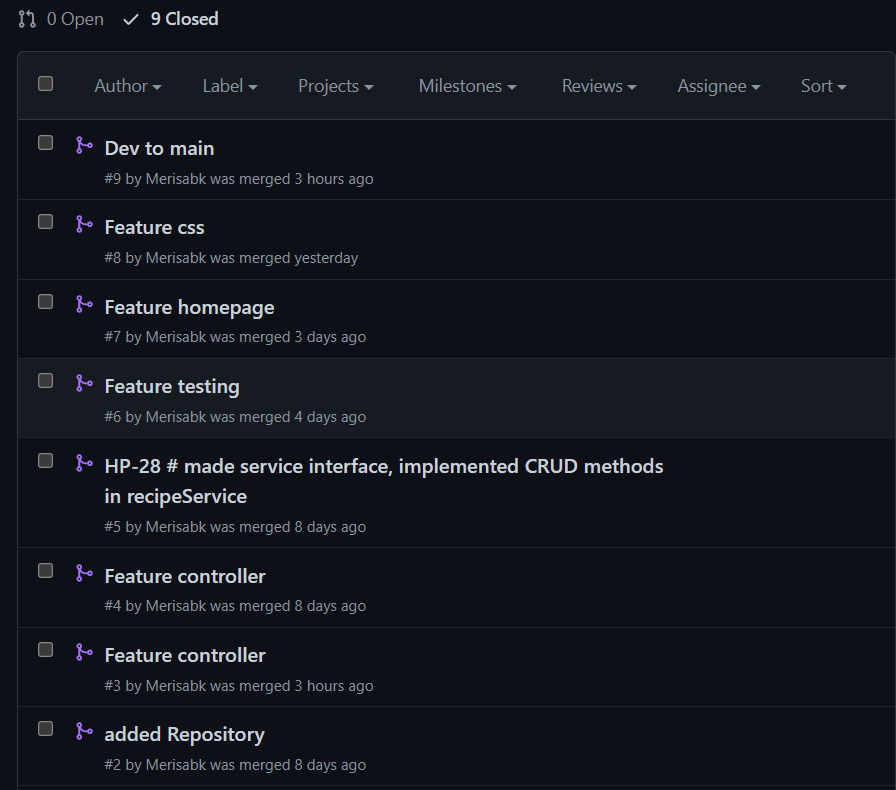 0 Open 9 Closed
Author Label Projects Milestones Reviews Assignee Sort
Dev to main
#9 by Merisabk was merged 3 hours ago
Feature css
#8 by Merisabk was merged yesterday
Feature homepage
#7 by Merisabk was merged 3 days ago
Feature testing
#6 by Merisabk was merged 4 days ago
HP-28 # made service interface, implemented CRUD methods
in recipeService
#5 by Merisabk was merged 8 days ago
Feature controller
#4 by Merisabk was merged 8 days ago
Feature controller
#3 by Merisabk was merged 3 hours ago
added Repository
#2 by Merisabk was merged 8 days ago